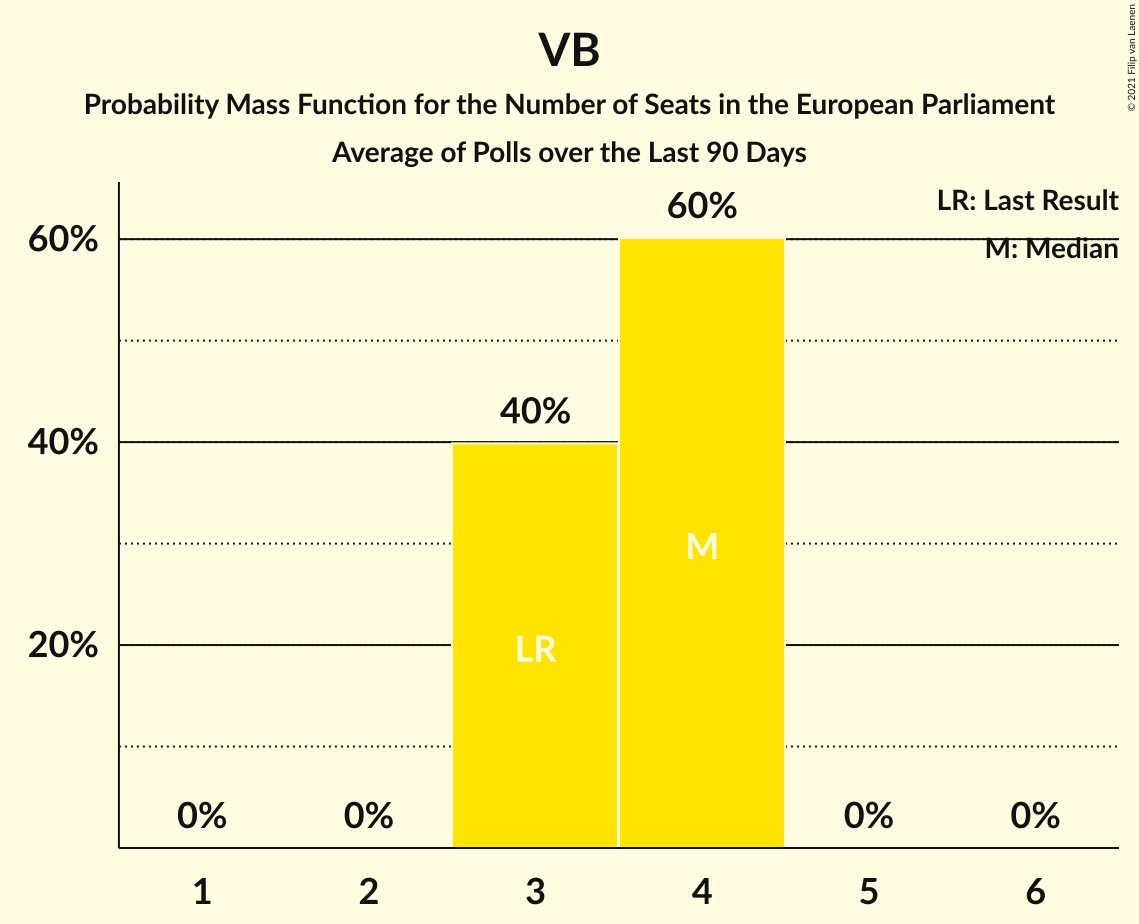 VB
Probability Mass Function for the Number of Seats in the European Parliament
Average of Polls over the Last 90 Days
© 2021 Filip van Laenen
LR: Last Result
M: Median
60%
40%
20%
0%
0%
40%
60%
0%
0%
LR
M
1 2 3 4 5 6